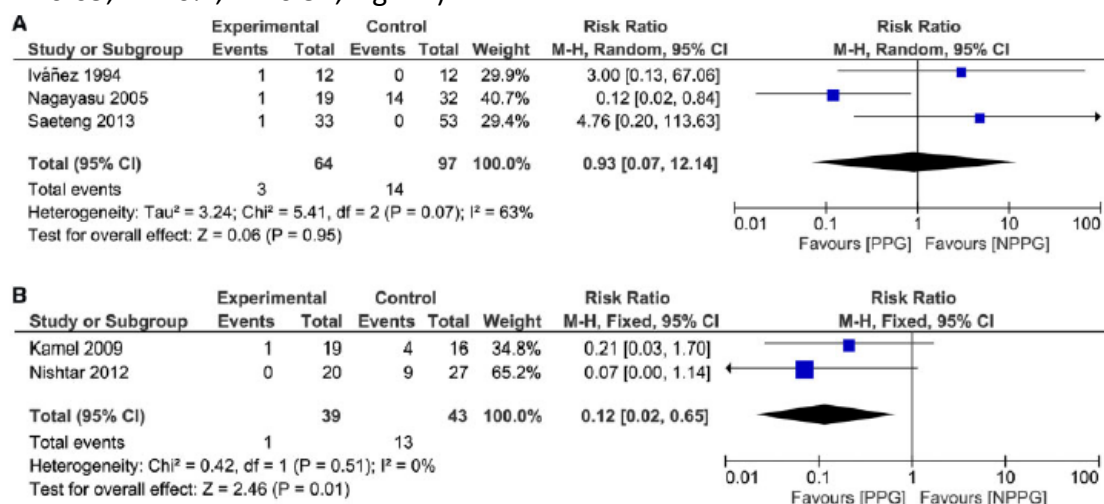 A
Experimental Control Risk Ratio Risk Ratio
Study or Subgroup Events Total Events Total Weight M-H, Random, 95% CI M-H, Random, 95% CI
Iváñez 1994 1 12 0 12 29.9% 3.00 [0.13, 67.06]
Nagayasu 2005 1 19 14 32 40.7% 0.12 [0.02, 0.84]
Saeteng 2013 1 33 0 53 29.4% 4.76 [0.20, 113.63]
Total (95% CI) 64 97 100.0% 0.93 [0.07, 12.14]
Total events 3 14
Heterogeneity: Tau² = 3.24; Chi² = 5.41, df = 2 (P = 0.07); I² = 63%
Test for overall effect: Z = 0.06 (P = 0.95)
0.01 0.1 1 10 100
Favours [PPG] Favours [NPPG]
B
Experimental Control Risk Ratio Risk Ratio
Study or Subgroup Events Total Events Total Weight M-H, Fixed, 95% CI M-H, Fixed, 95% CI
Kamel 2009 1 19 4 16 34.8% 0.21 [0.03, 1.70]
Nishtar 2012 0 20 9 27 65.2% 0.07 [0.00, 1.14]
Total (95% CI) 39 43 100.0% 0.12 [0.02, 0.65]
Total events 1 13
Heterogeneity: Chi² = 0.42, df = 1 (P = 0.51); I² = 0%
Test for overall effect: Z = 2.46 (P = 0.01)
0.01 0.1 1 10 100
Favours [PPG] Favours [NPPG]